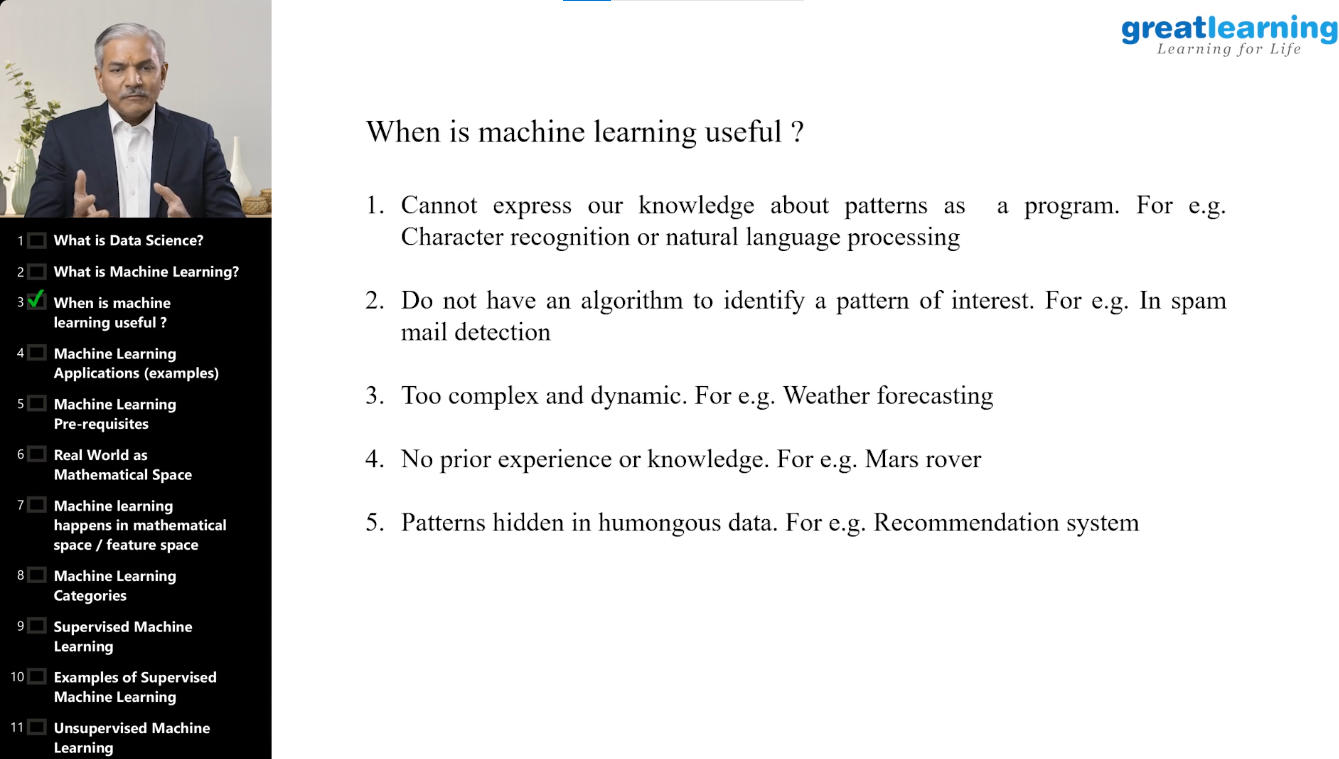 greatlearning
Learning for Life
When is machine learning useful ?
1. Cannot express our knowledge about patterns as a program. For e.g.
Character recognition or natural language processing
2. Do not have an algorithm to identify a pattern of interest. For e.g. In spam
mail detection
3. Too complex and dynamic. For e.g. Weather forecasting
4. No prior experience or knowledge. For e.g. Mars rover
5. Patterns hidden in humongous data. For e.g. Recommendation system
1 What is Data Science?
2 What is Machine Learning?
3 When is machine
learning useful ?
4 Machine Learning
Applications (examples)
5 Machine Learning
Pre-requisites
6 Real World as
Mathematical Space
7 Machine learning
happens in mathematical
space / feature space
8 Machine Learning
Categories
9 Supervised Machine
Learning
10 Examples of Supervised
Machine Learning
11 Unsupervised Machine
Learning